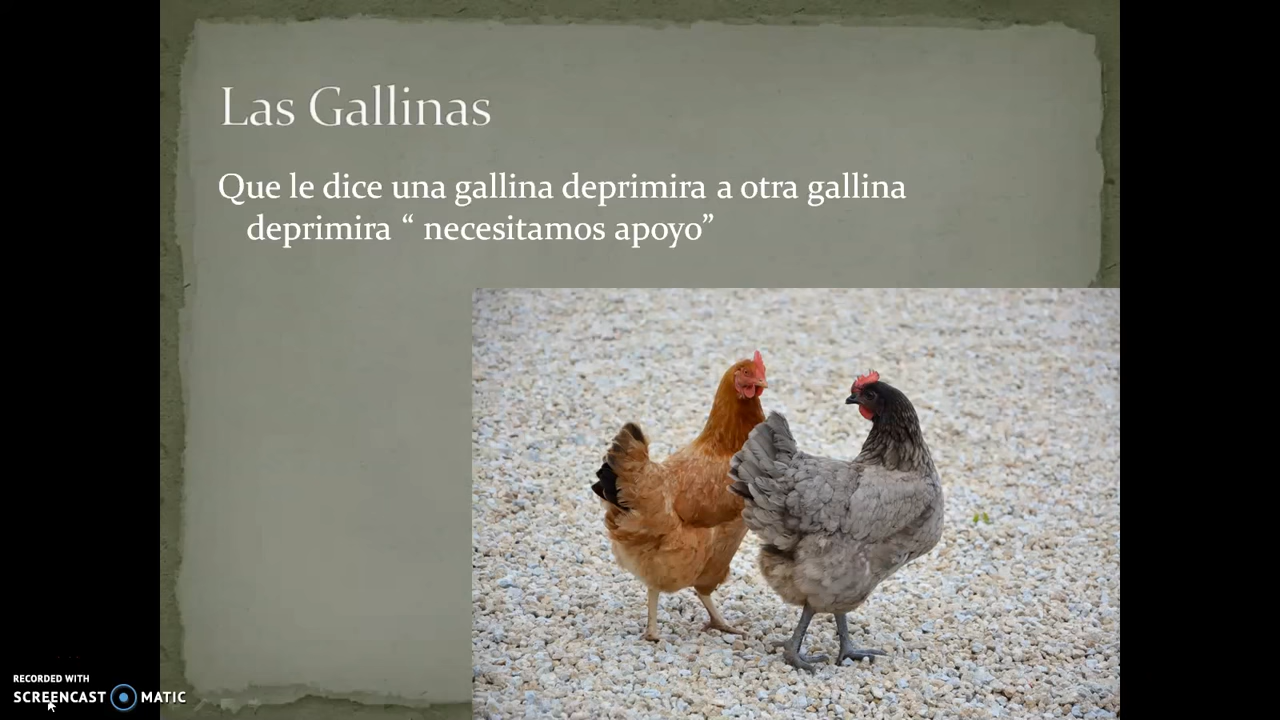 Las Gallinas
Que le dice una gallina deprimira a otra gallina
deprimira “ necesitamos apoyo”
RECORDED WITH
SCREENCAST MATIC